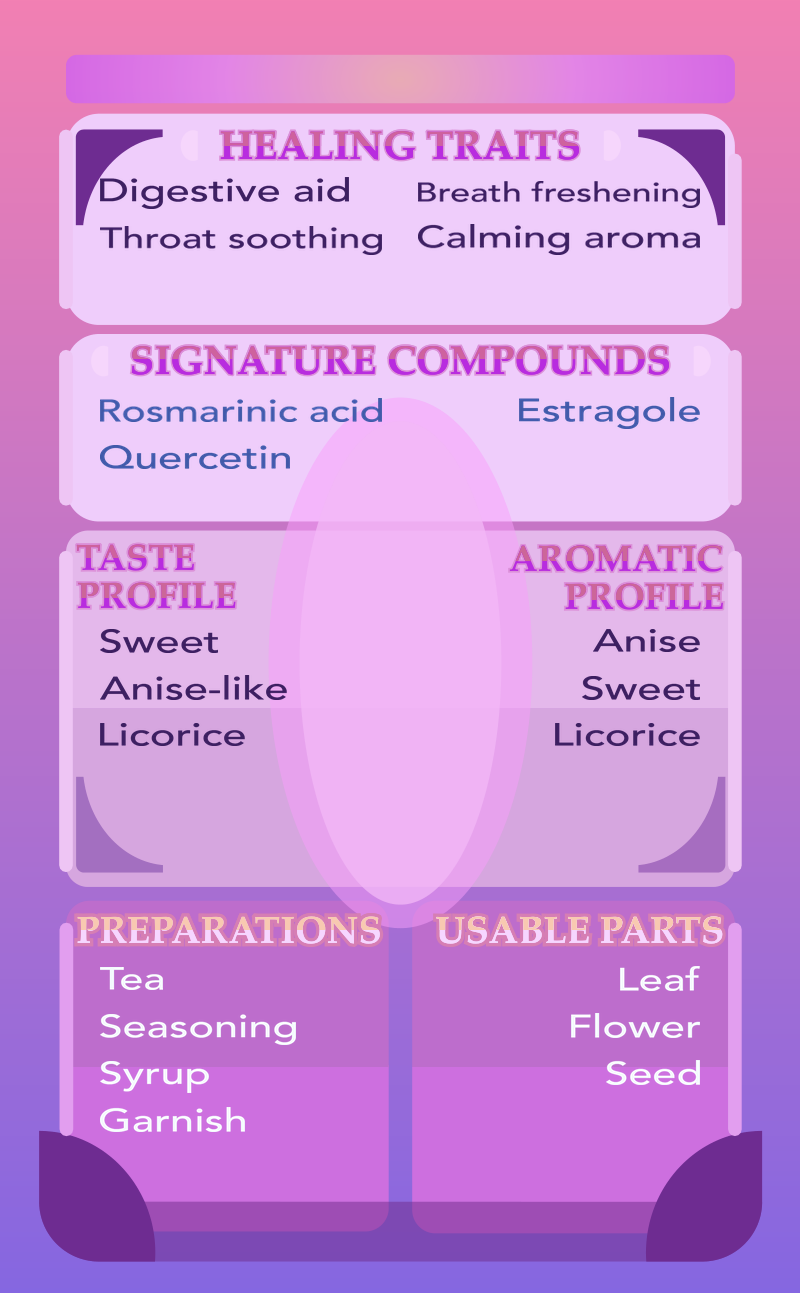 HEALING TRAITS
Digestive aid
Breath freshening
Throat soothing
Calming aroma
SIGNATURE COMPOUNDS
Rosmarinic acid
Estragole
Quercetin
TASTE
PROFILE
Sweet
Anise-like
Licorice
AROMATIC
PROFILE
Anise
Sweet
Licorice
PREPARATIONS
Tea
Seasoning
Syrup
Garnish
USABLE PARTS
Leaf
Flower
Seed